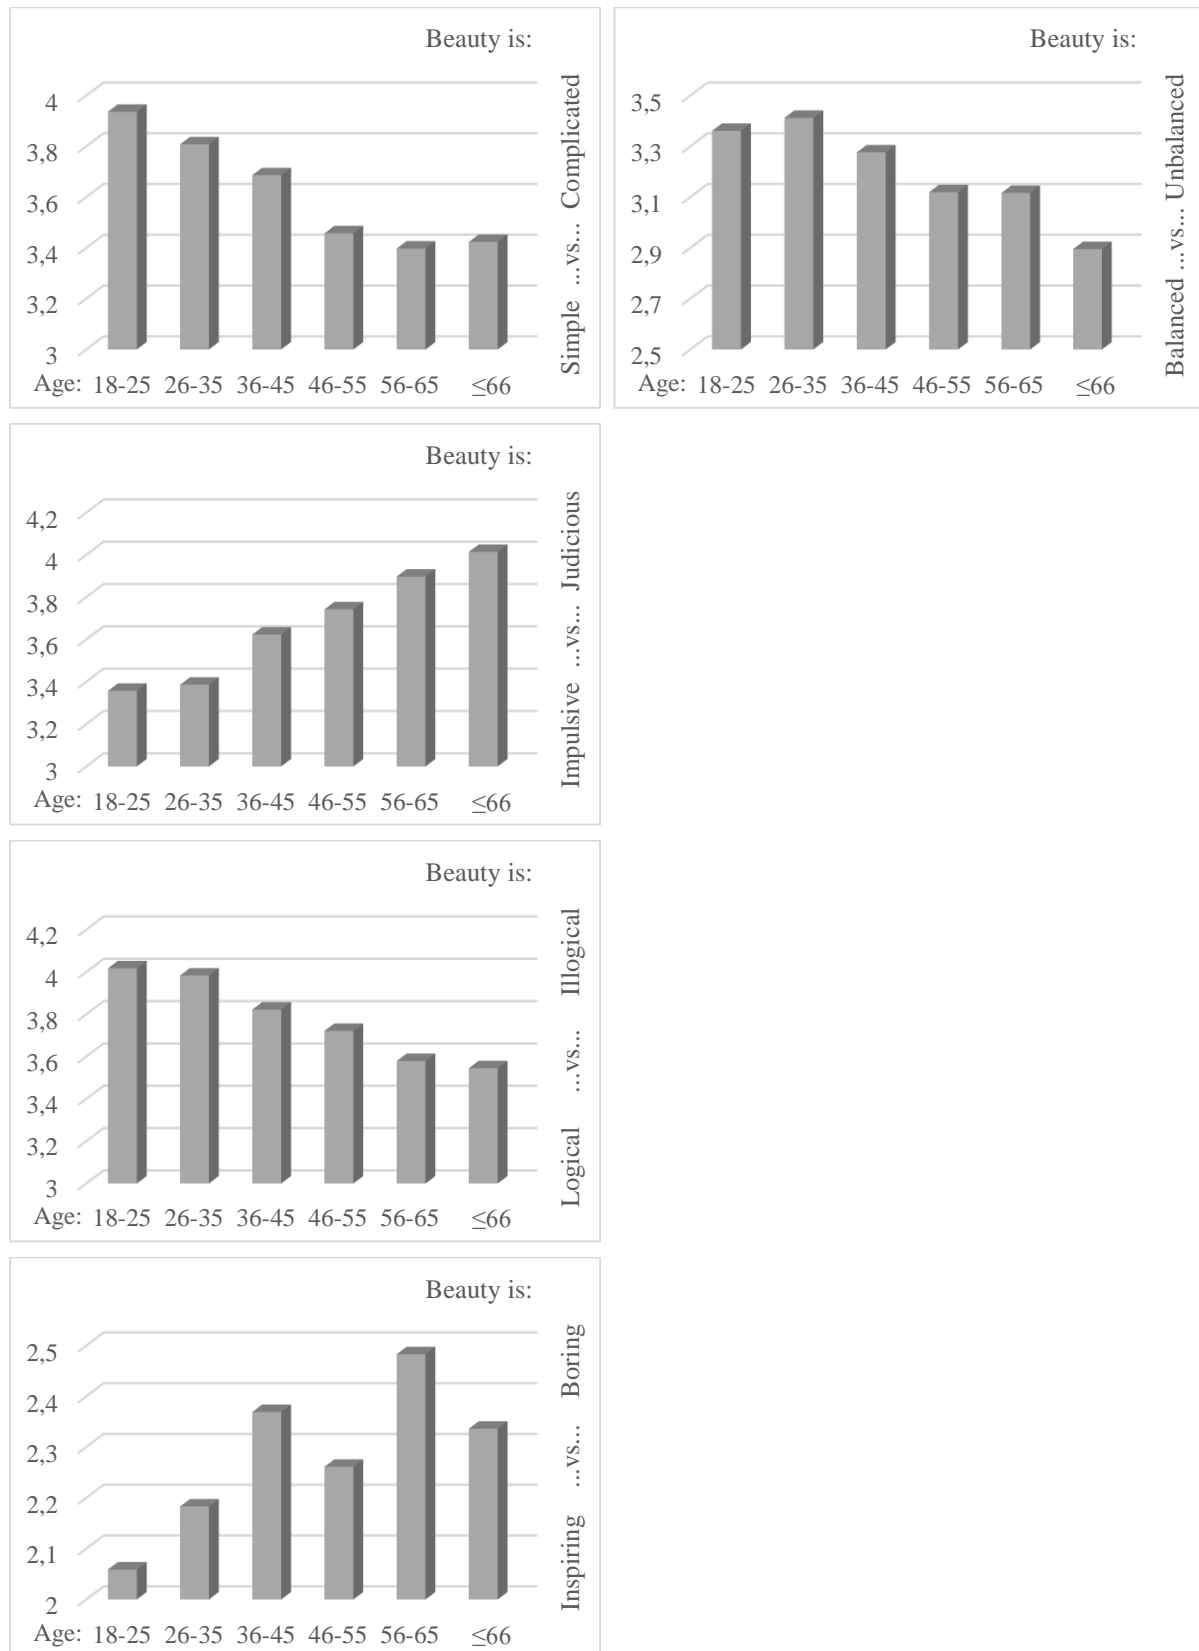 Beauty is:
4
3,8
3,6
3,4
3,2
3
Age: 18-25 26-35 36-45 46-55 56-65 ≤66
Simple ...vs... Complicated
Beauty is:
3,5
3,3
3,1
2,9
2,7
2,5
Age: 18-25 26-35 36-45 46-55 56-65 ≤66
Balanced ...vs... Unbalanced
Beauty is:
4,2
4
3,8
3,6
3,4
3,2
3
Age: 18-25 26-35 36-45 46-55 56-65 ≤66
Impulsive ...vs... Judicious
Beauty is:
4,2
4
3,8
3,6
3,4
3,2
3
Age: 18-25 26-35 36-45 46-55 56-65 ≤66
Logical ...vs... Illogical
Beauty is:
2,5
2,4
2,3
2,2
2,1
2
Age: 18-25 26-35 36-45 46-55 56-65 ≤66
Inspiring ...vs... Boring